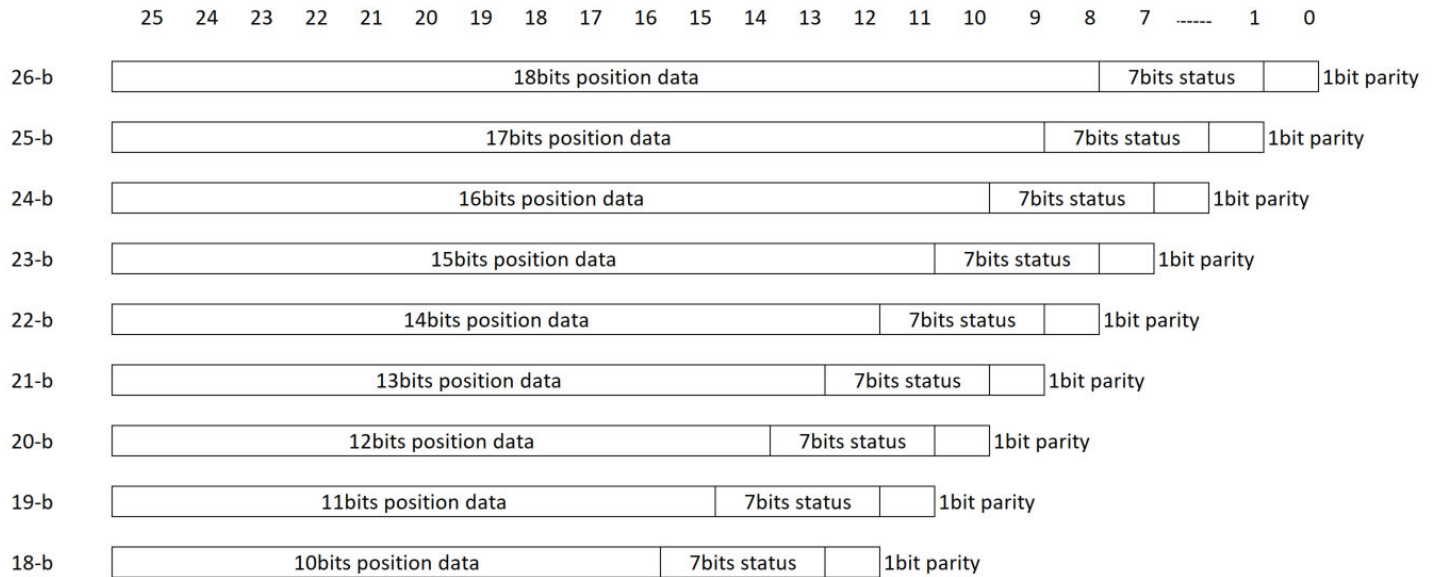 25 24 23 22 21 20 19 18 17 16 15 14 13 12 11 10 9 8 7 ------ 1 0
26-b 18bits position data 7bits status 1bit parity
25-b 17bits position data 7bits status 1bit parity
24-b 16bits position data 7bits status 1bit parity
23-b 15bits position data 7bits status 1bit parity
22-b 14bits position data 7bits status 1bit parity
21-b 13bits position data 7bits status 1bit parity
20-b 12bits position data 7bits status 1bit parity
19-b 11bits position data 7bits status 1bit parity
18-b 10bits position data 7bits status 1bit parity